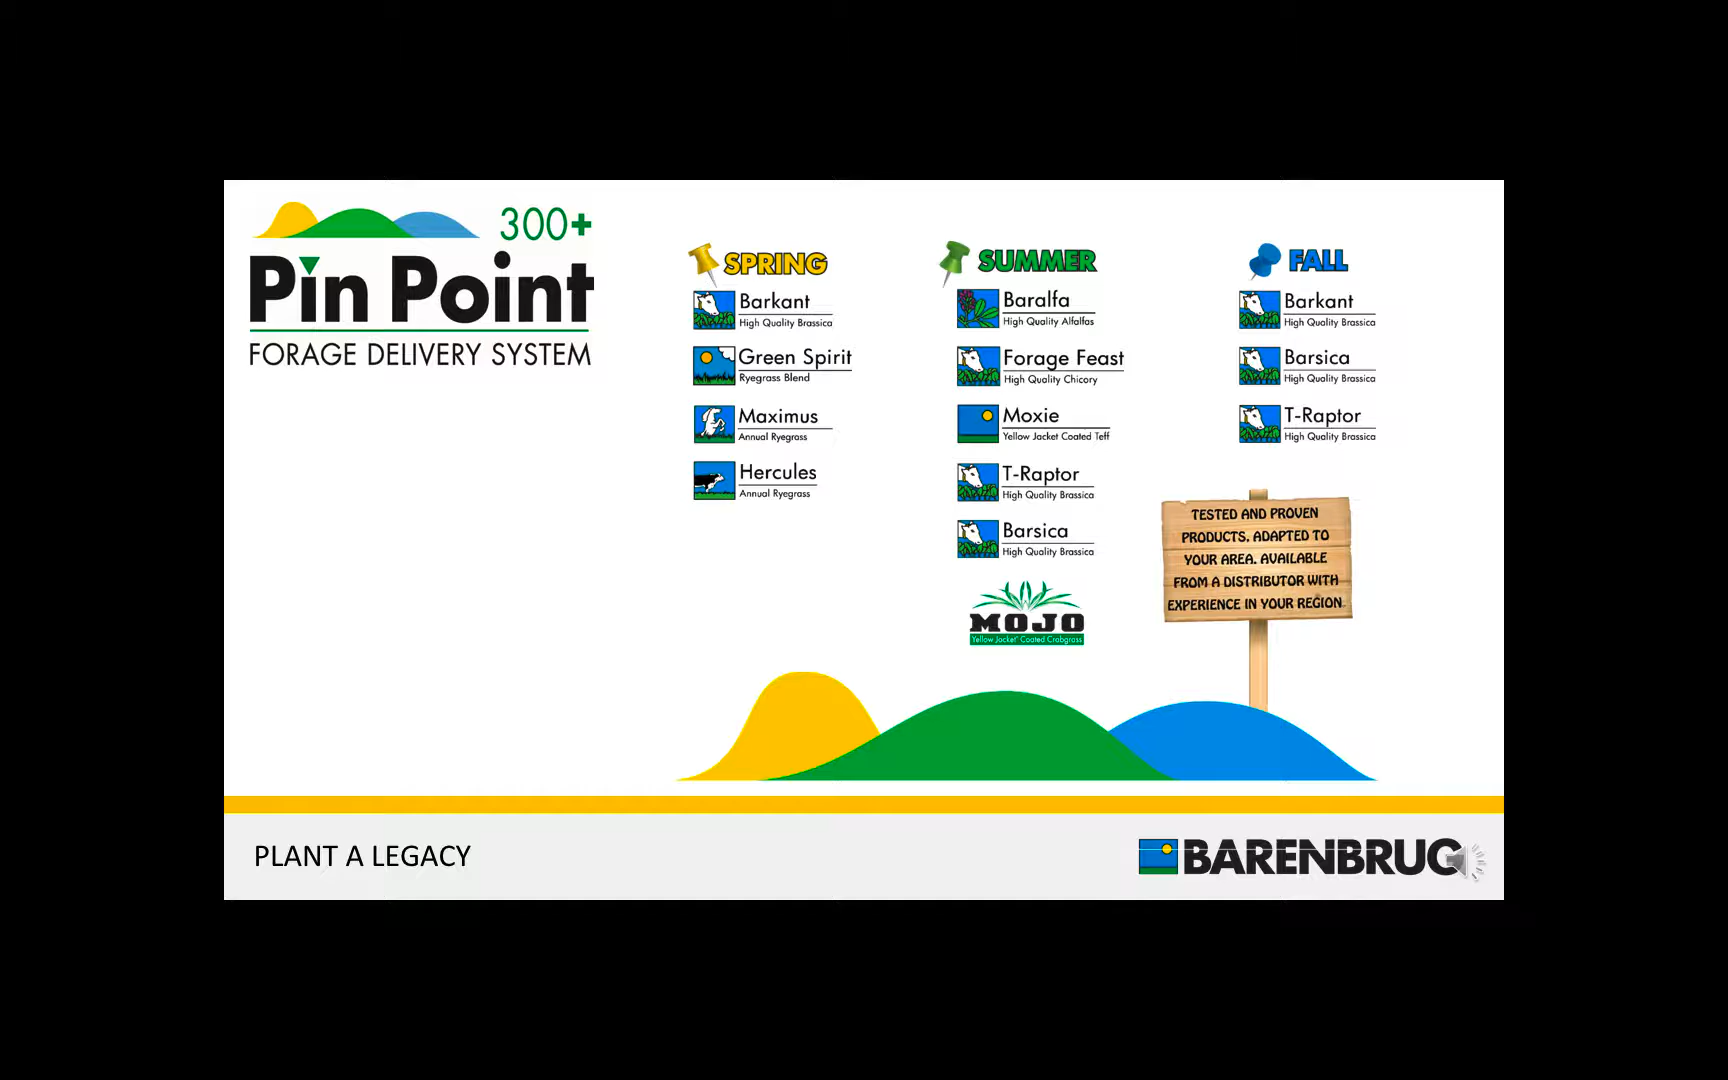 300+
Pin Point
FORAGE DELIVERY SYSTEM
SPRING
Barkant
High Quality Brassica
Green Spirit
Ryegrass Blend
Maximus
Annual Ryegrass
Hercules
Annual Ryegrass
SUMMER
Baralfa
High Quality Alfalfas
Forage Feast
High Quality Chicory
Moxie
Yellow Jacket Coated Teff
T-Raptor
High Quality Brassica
Barsica
High Quality Brassica
MOJO
Yellow Jacket® Coated Crabgrass
FALL
Barkant
High Quality Brassica
Barsica
High Quality Brassica
T-Raptor
High Quality Brassica
TESTED AND PROVEN
PRODUCTS, ADAPTED TO
YOUR AREA. AVAILABLE
FROM A DISTRIBUTOR WITH
EXPERIENCE IN YOUR REGION.
PLANT A LEGACY
BARENBRUG